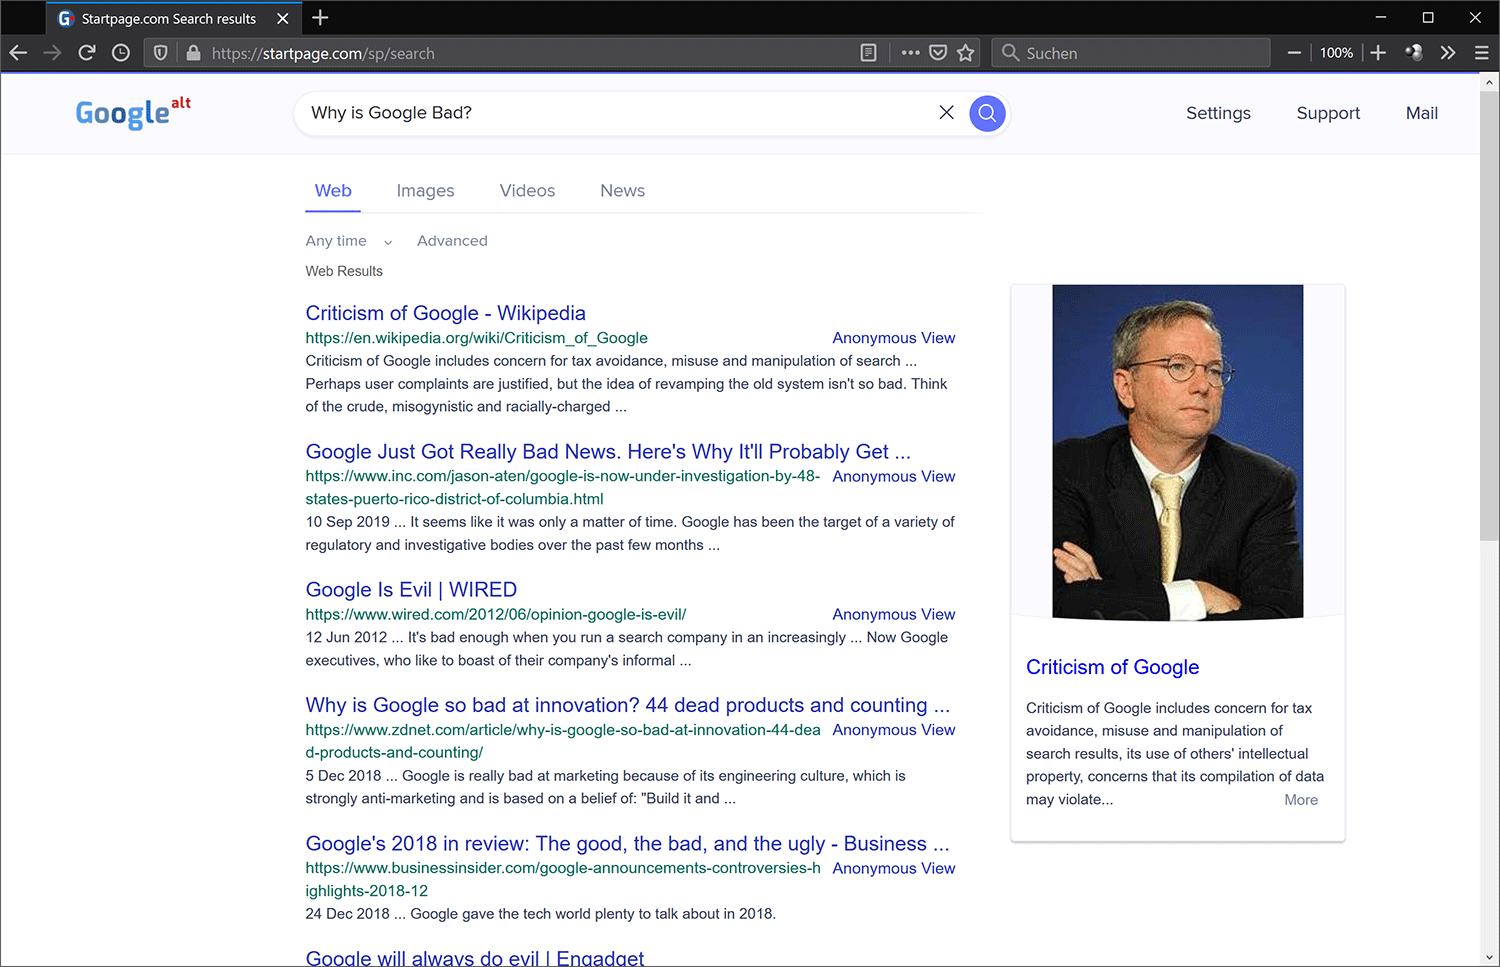 Startpage.com Search results
https://startpage.com/sp/search
Suchen
100%
Google alt
Why is Google Bad?
Settings
Support
Mail
Web
Images
Videos
News
Any time
Advanced
Web Results
Criticism of Google - Wikipedia
https://en.wikipedia.org/wiki/Criticism_of_Google
Anonymous View
Criticism of Google includes concern for tax avoidance, misuse and manipulation of search ...
Perhaps user complaints are justified, but the idea of revamping the old system isn't so bad. Think
of the crude, misogynistic and racially-charged ...
Google Just Got Really Bad News. Here's Why It'll Probably Get ...
https://www.inc.com/jason-aten/google-is-now-under-investigation-by-48-
states-puerto-rico-district-of-columbia.html
Anonymous View
10 Sep 2019 ... It seems like it was only a matter of time. Google has been the target of a variety of
regulatory and investigative bodies over the past few months ...
Google Is Evil | WIRED
https://www.wired.com/2012/06/opinion-google-is-evil/
Anonymous View
12 Jun 2012 ... It's bad enough when you run a search company in an increasingly ... Now Google
executives, who like to boast of their company's informal ...
Why is Google so bad at innovation? 44 dead products and counting ...
https://www.zdnet.com/article/why-is-google-so-bad-at-innovation-44-dea
d-products-and-counting/
Anonymous View
5 Dec 2018 ... Google is really bad at marketing because of its engineering culture, which is
strongly anti-marketing and is based on a belief of: "Build it and ...
Google's 2018 in review: The good, the bad, and the ugly - Business ...
https://www.businessinsider.com/google-announcements-controversies-h
ighlights-2018-12
Anonymous View
24 Dec 2018 ... Google gave the tech world plenty to talk about in 2018.
Google will always do evil | Engadget
Criticism of Google
Criticism of Google includes concern for tax
avoidance, misuse and manipulation of
search results, its use of others' intellectual
property, concerns that its compilation of data
may violate...
More